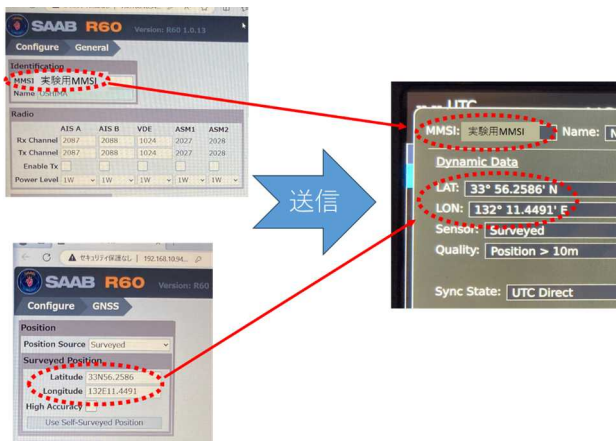 SAAB R60 Version: R60 1.0.13
Configure General
Identification
MMSI 実験用MMSI
Name USHIMA
Radio
AIS A AIS B VDE ASM1 ASM2
Rx Channel 2087 2088 1024 2027 2028
Tx Channel 2087 2088 1024 2027 2028
Enable Tx
Power Level 1W 1W 1W 1W 1W
送信
UTC
MMSI: 実験用MMSI Name: N
Dynamic Data
LAT: 33° 56.2586' N
LON: 132° 11.4491' E
Sensor: Surveyed
Quality: Position > 10m
Sync State: UTC Direct
セキュリティ保護なし 192.168.10.94...
SAAB R60 Version: R60
Configure GNSS
Position
Position Source Surveyed
Surveyed Position
Latitude 33N56.2586
Longitude 132E11.4491
High Accuracy
Use Self-Surveyed Position